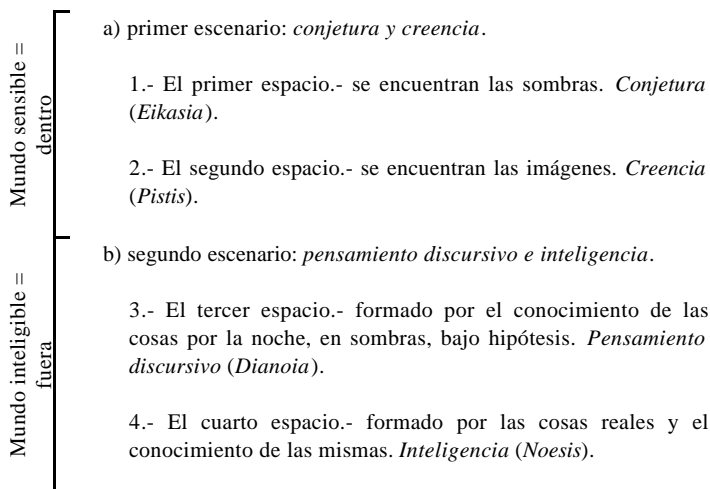 Mundo sensible =
dentro
a) primer escenario: conjetura y creencia.
1.- El primer espacio.- se encuentran las sombras. Conjetura
(Eikasia).
2.- El segundo espacio.- se encuentran las imágenes. Creencia
(Pistis).
Mundo inteligible =
fuera
b) segundo escenario: pensamiento discursivo e inteligencia.
3.- El tercer espacio.- formado por el conocimiento de las
cosas por la noche, en sombras, bajo hipótesis. Pensamiento
discursivo (Dianoia).
4.- El cuarto espacio.- formado por las cosas reales y el
conocimiento de las mismas. Inteligencia (Noesis).